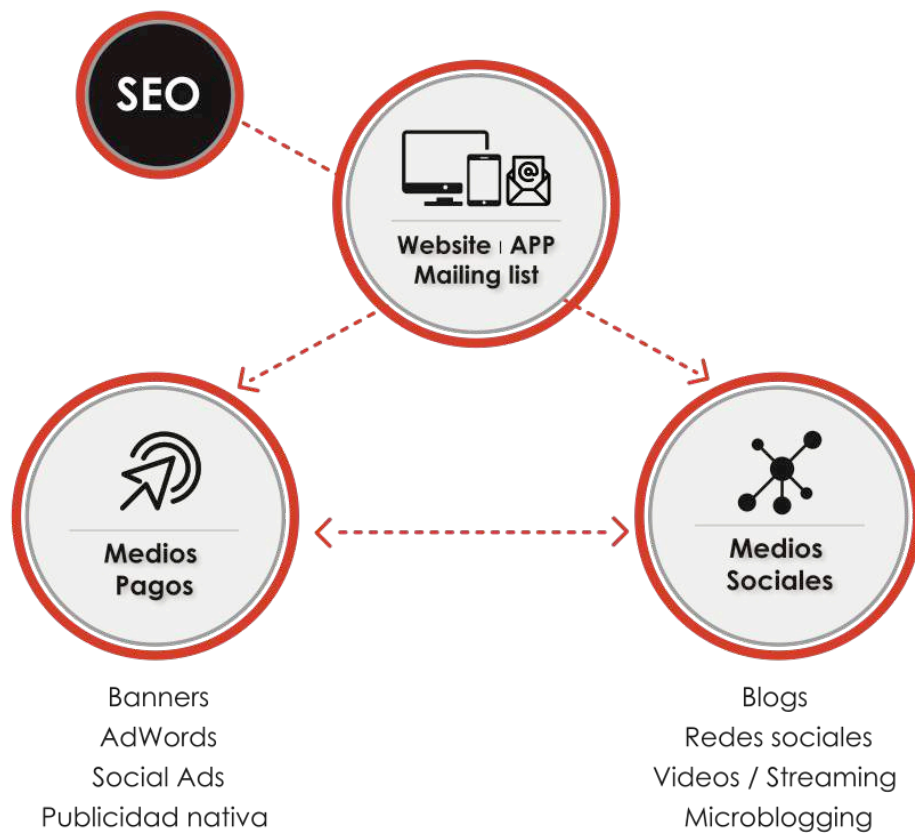 SEO
@
Website | APP
Mailing list
Medios
Pagos
Medios
Sociales
Banners
AdWords
Social Ads
Publicidad nativa
Blogs
Redes sociales
Videos / Streaming
Microblogging